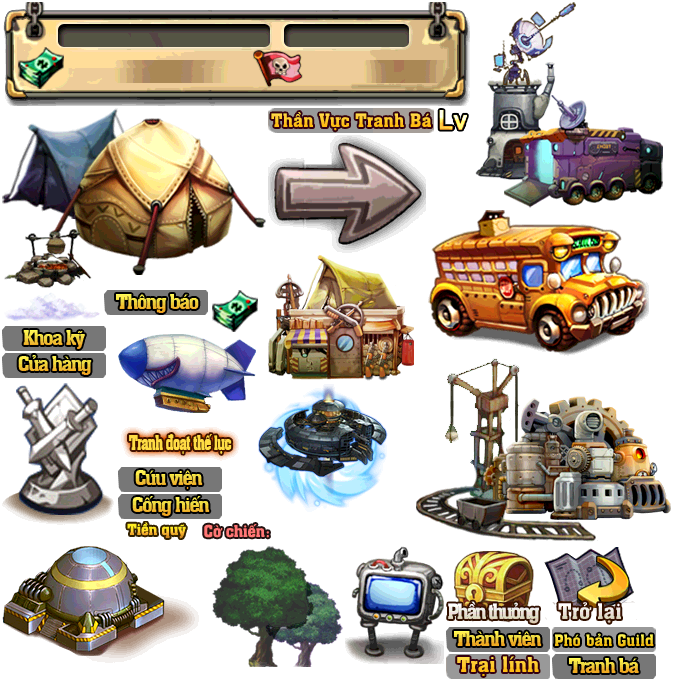 Thần Vực Tranh Bá Lv
Thông báo
Khoa kỹ
Cửa hàng
Tranh đoạt thế lực
Cứu viện
Cống hiến
Tiền quỹ
Cờ chiến:
Phần thưởng
Trở lại
Thành viên
Phó bản Guild
Trại lính
Tranh bá